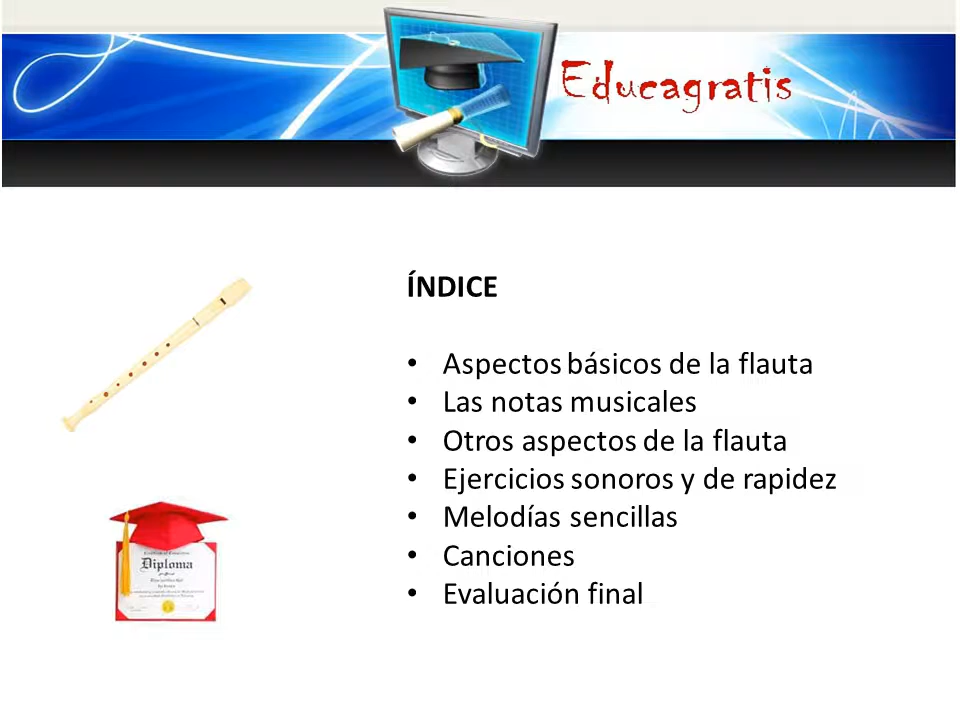 Educagratis
ÍNDICE
• Aspectos básicos de la flauta
• Las notas musicales
• Otros aspectos de la flauta
• Ejercicios sonoros y de rapidez
• Melodías sencillas
• Canciones
• Evaluación final
Diploma